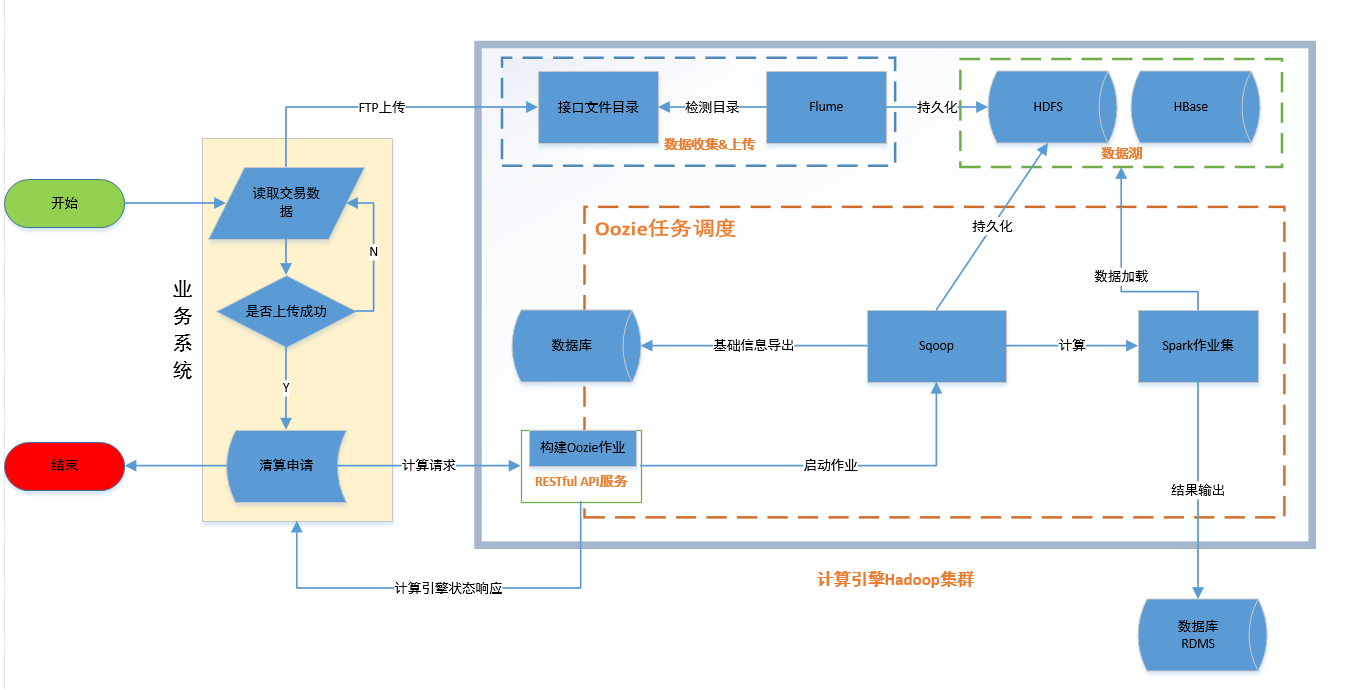 FTP上传
接口文件目录
检测目录
Flume
持久化
HDFS
HBase
数据收集&上传
数据湖
开始
读取交易数
据
N
Oozie任务调度
持久化
数据加载
业
务
系
统
是否上传成功
数据库
基础信息导出
Sqoop
计算
Spark作业集
Y
构建Oozie作业
结束
清算申请
计算请求
启动作业
RESTful API服务
结果输出
计算引擎Hadoop集群
计算引擎状态响应
数据库
RDMS